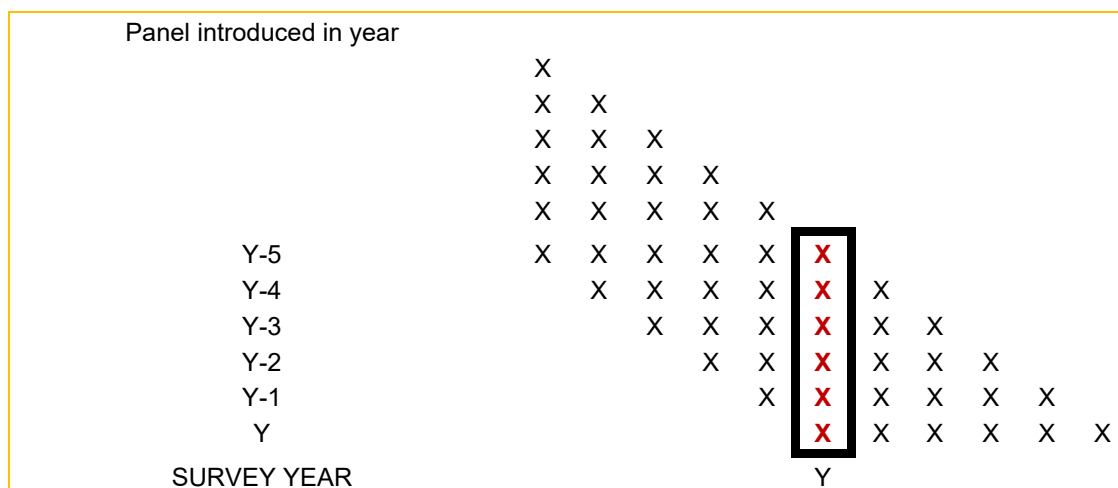 Panel introduced in year
X
X X
X X X
X X X X
X X X X X
Y-5 X X X X X X
Y-4 X X X X X X
Y-3 X X X X X X
Y-2 X X X X X X
Y-1 X X X X X X
Y X X X X X X
SURVEY YEAR Y